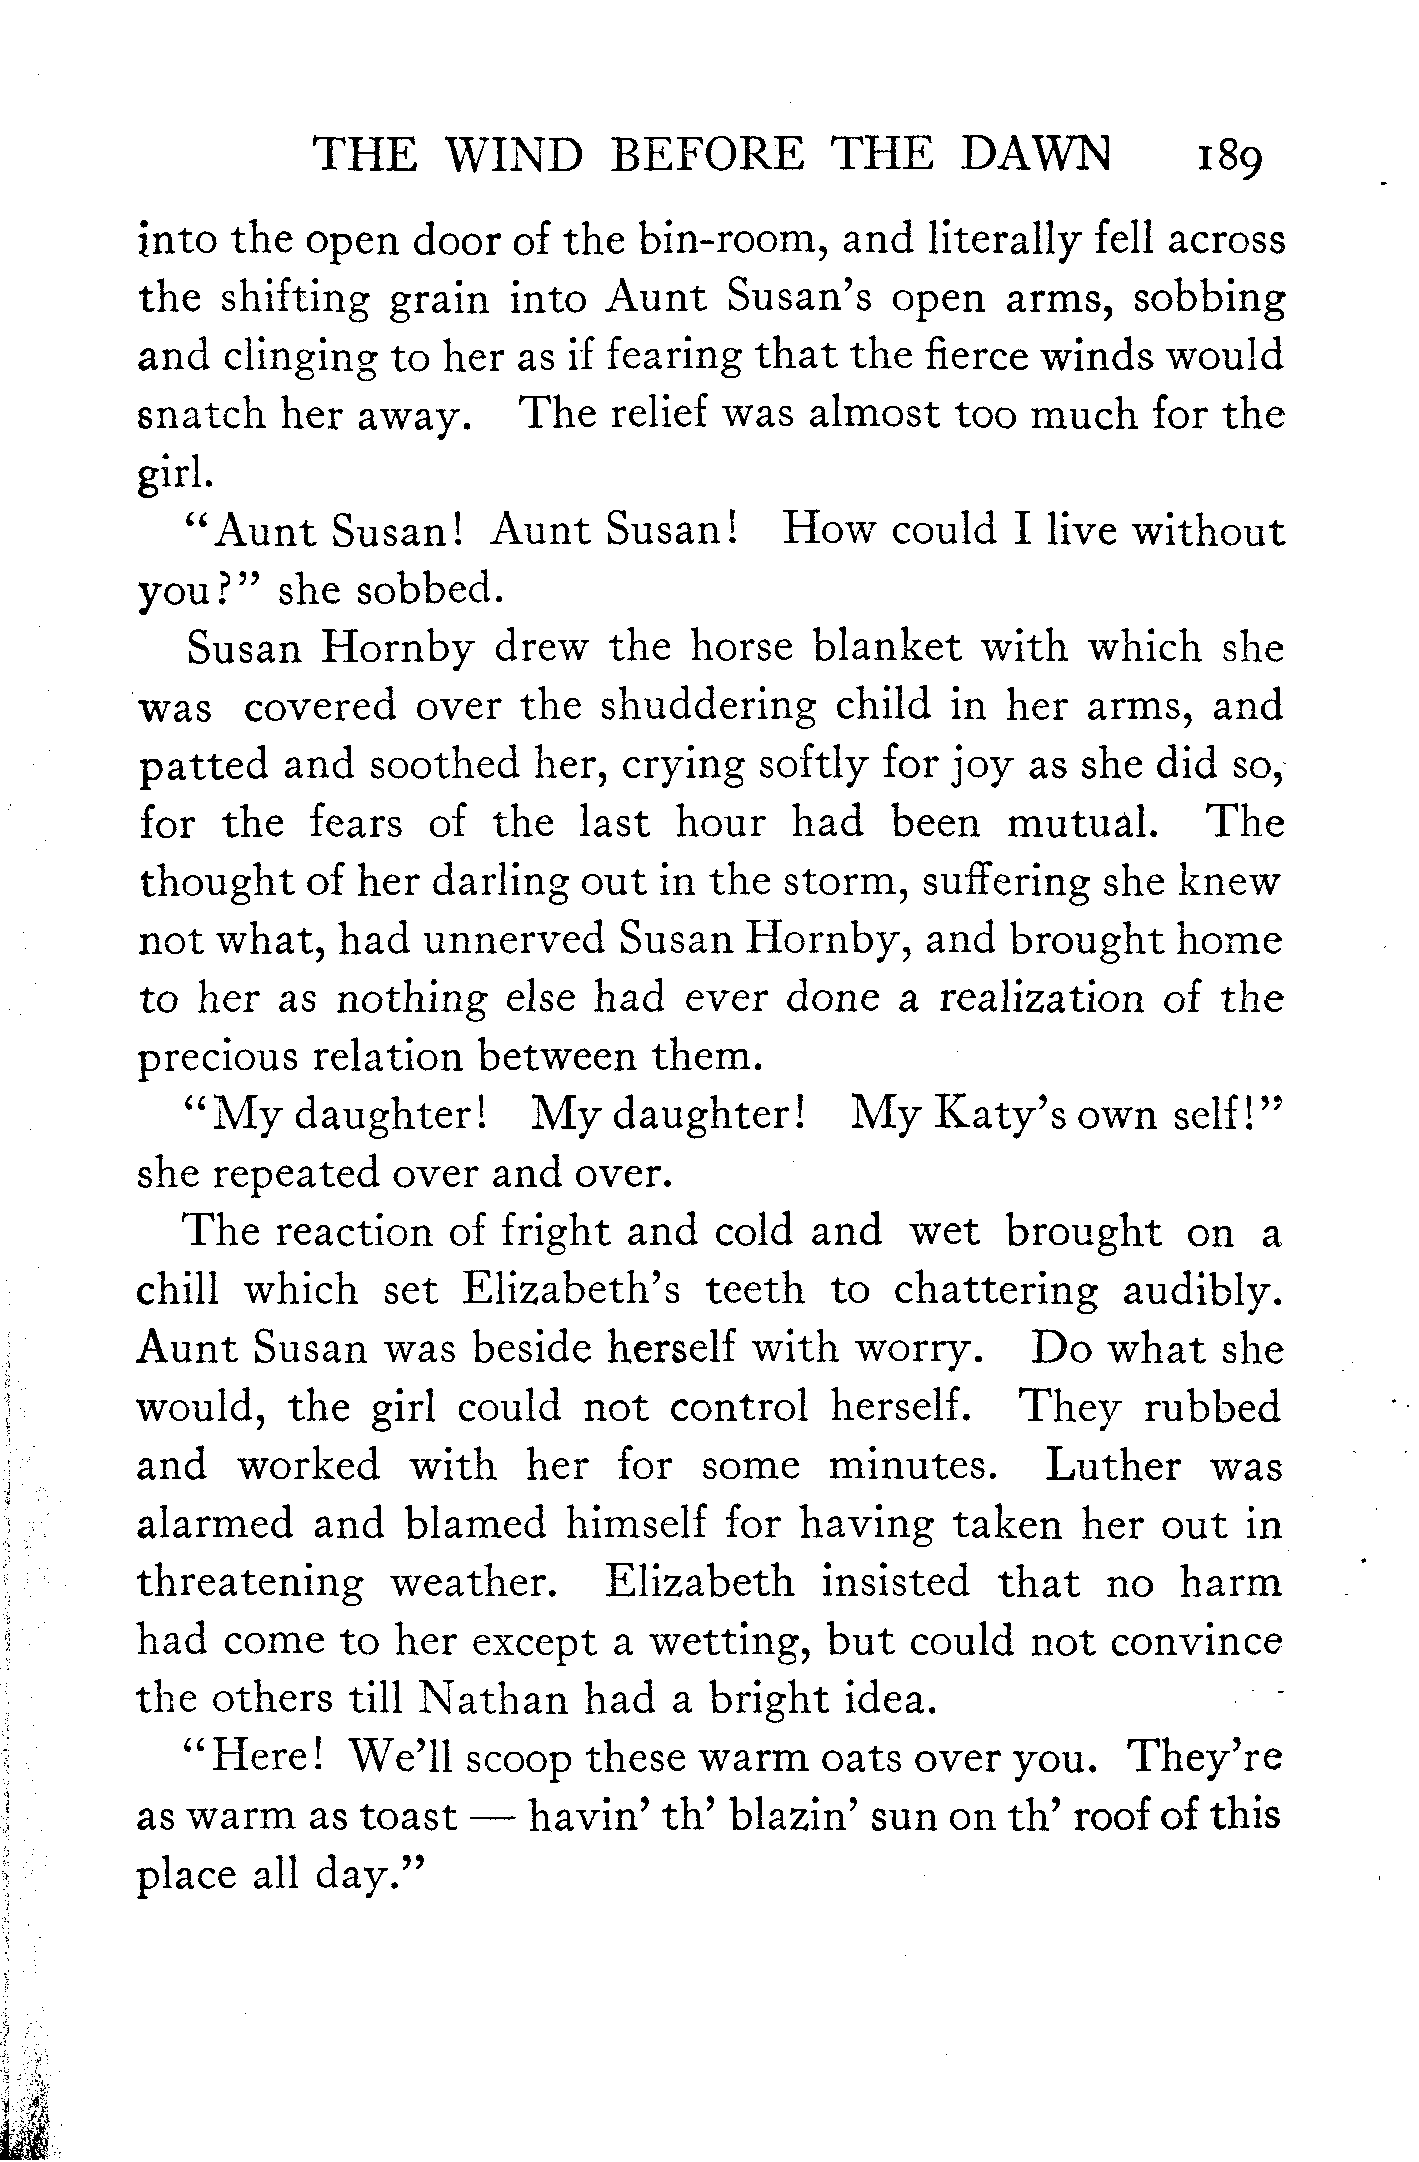 THE WIND BEFORE THE DAWN 189
into the open door of the bin-room, and literally fell across
the shifting grain into Aunt Susan's open arms, sobbing
and clinging to her as if fearing that the fierce winds would
snatch her away. The relief was almost too much for the
girl.
"Aunt Susan! Aunt Susan! How could I live without
you?" she sobbed.
Susan Hornby drew the horse blanket with which she
was covered over the shuddering child in her arms, and
patted and soothed her, crying softly for joy as she did so,
for the fears of the last hour had been mutual. The
thought of her darling out in the storm, suffering she knew
not what, had unnerved Susan Hornby, and brought home
to her as nothing else had ever done a realization of the
precious relation between them.
"My daughter! My daughter! My Katy's own self!"
she repeated over and over.
The reaction of fright and cold and wet brought on a
chill which set Elizabeth's teeth to chattering audibly.
Aunt Susan was beside herself with worry. Do what she
would, the girl could not control herself. They rubbed
and worked with her for some minutes. Luther was
alarmed and blamed himself for having taken her out in
threatening weather. Elizabeth insisted that no harm
had come to her except a wetting, but could not convince
the others till Nathan had a bright idea.
"Here! We'll scoop these warm oats over you. They're
as warm as toast — havin' th' blazin' sun on th' roof of this
place all day."